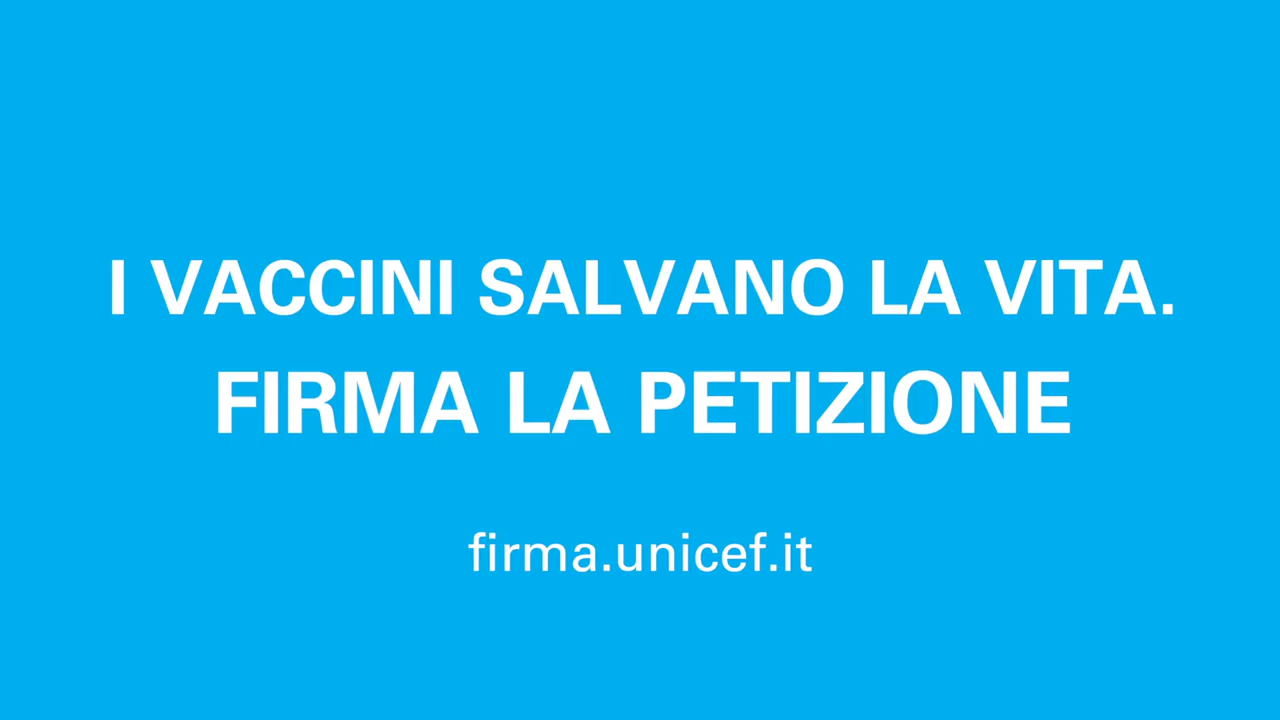 I VACCINI SALVANO LA VITA.
FIRMA LA PETIZIONE
firma.unicef.it